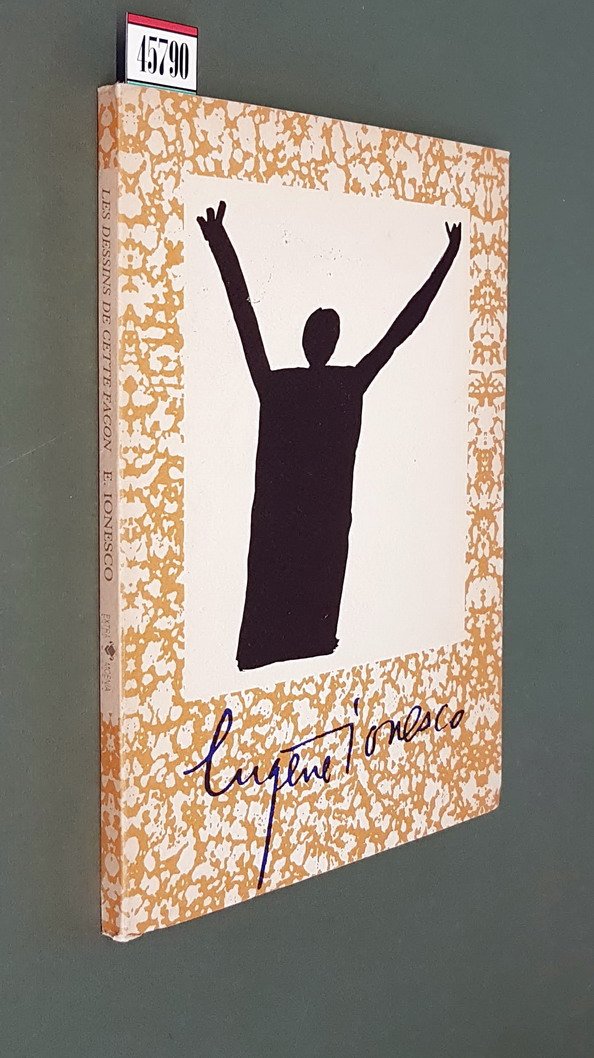 45790
LES DESSINS DE CETTE FAÇON E. IONESCO
Eugène Ionesco